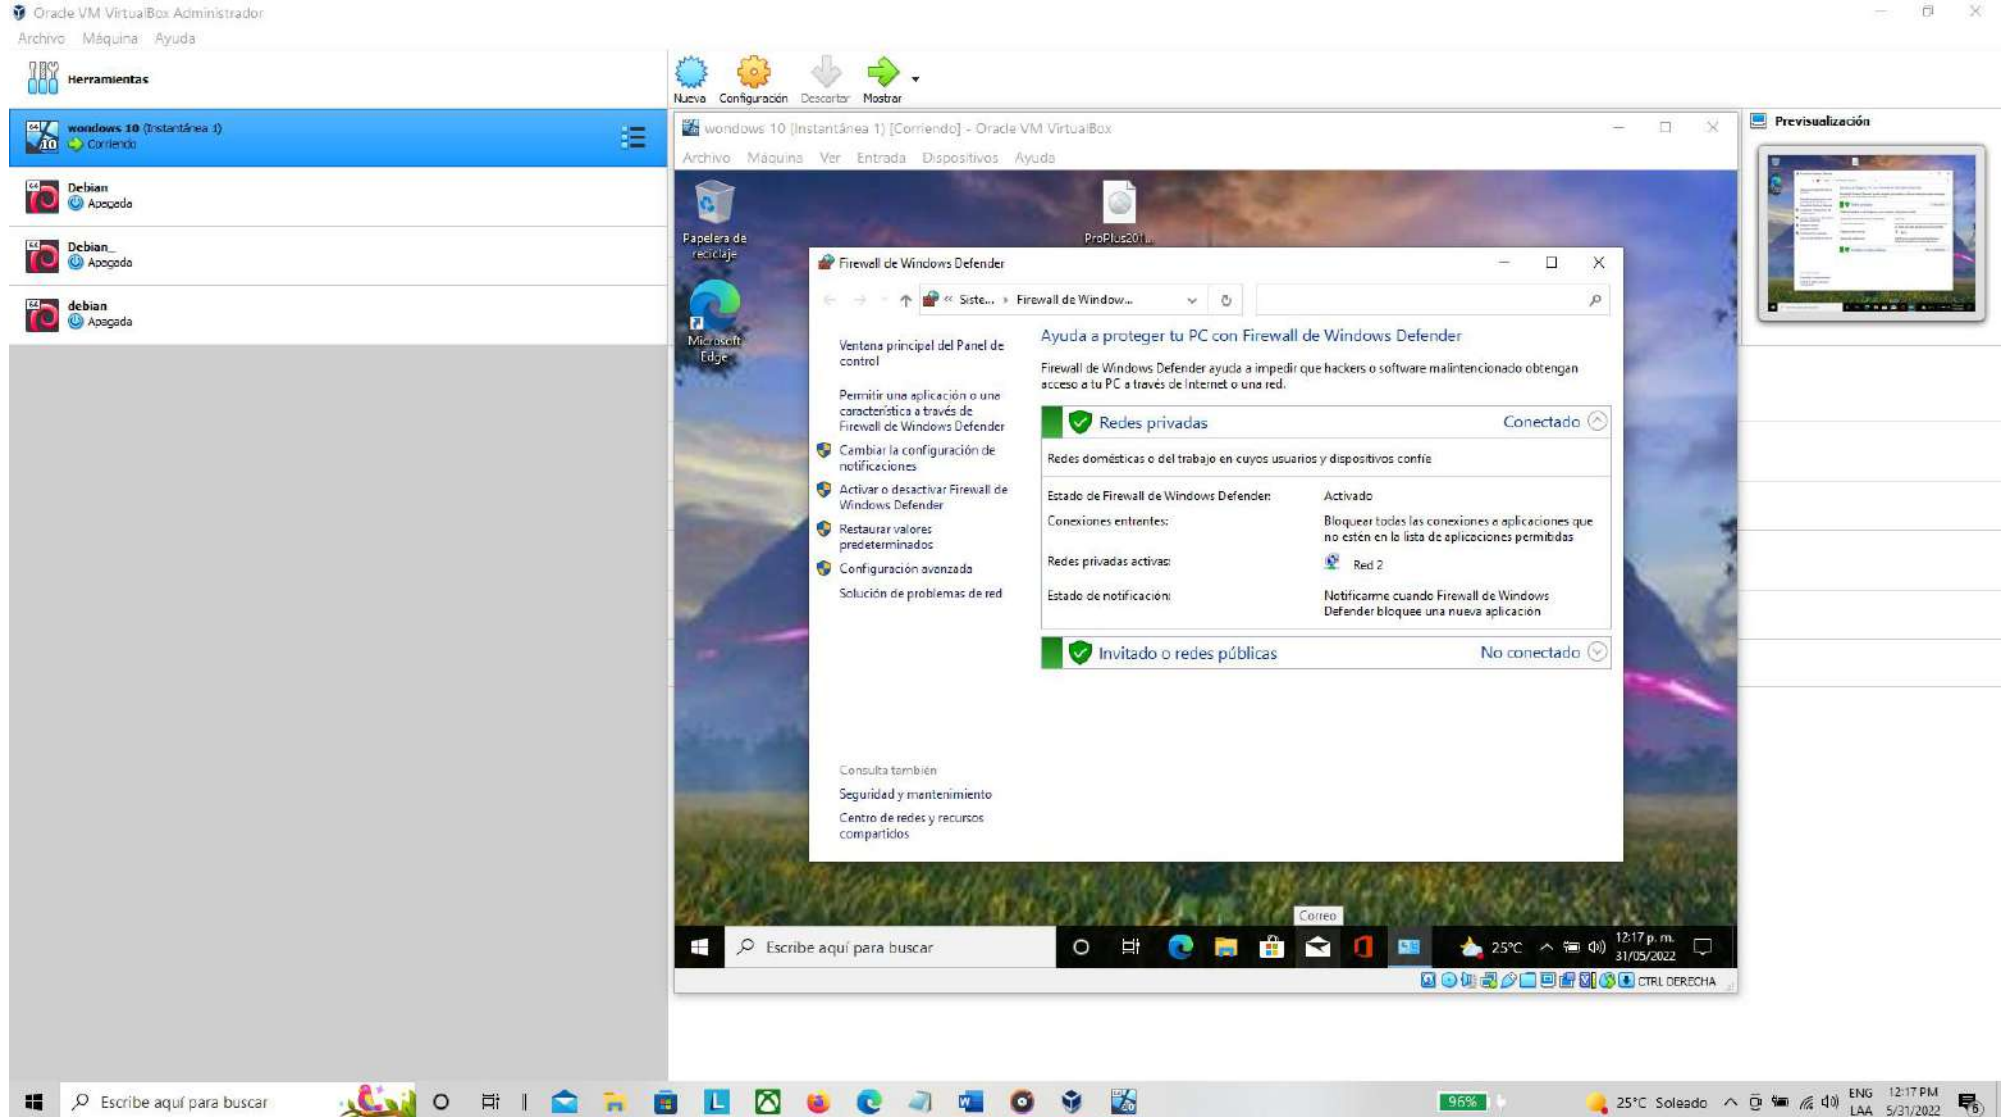 Oracle VM VirtualBox Administrador
Archivo Máquina Ayuda
Herramientas
Nueva Configuración Descartar Mostrar
wondows 10 (Instantánea 1)
Corriendo
Debian
Apagada
Debian_
Apagada
debian
Apagada
wondows 10 (Instantánea 1) [Corriendo] - Oracle VM VirtualBox
Archivo Máquina Ver Entrada Dispositivos Ayuda
Previsualización
Papelera de
reciclaje
ProPlus201...
Microsoft
Edge
Firewall de Windows Defender
« Siste... › Firewall de Window...
Ventana principal del Panel de
control
Permitir una aplicación o una
característica a través de
Firewall de Windows Defender
Cambiar la configuración de
notificaciones
Activar o desactivar Firewall de
Windows Defender
Restaurar valores
predeterminados
Configuración avanzada
Solución de problemas de red
Consulta también
Seguridad y mantenimiento
Centro de redes y recursos
compartidos
Ayuda a proteger tu PC con Firewall de Windows Defender
Firewall de Windows Defender ayuda a impedir que hackers o software malintencionado obtengan
acceso a tu PC a través de Internet o una red.
Redes privadas Conectado
Redes domésticas o del trabajo en cuyos usuarios y dispositivos confíe
Estado de Firewall de Windows Defender: Activado
Conexiones entrantes: Bloquear todas las conexiones a aplicaciones que
no estén en la lista de aplicaciones permitidas
Redes privadas activas: Red 2
Estado de notificación: Notificarme cuando Firewall de Windows
Defender bloquee una nueva aplicación
Invitado o redes públicas No conectado
Correo
Escribe aquí para buscar
25°C
12:17 p. m.
31/05/2022
CTRL DERECHA
Escribe aquí para buscar
96%
25°C Soleado
ENG
LAA
12:17 PM
5/31/2022